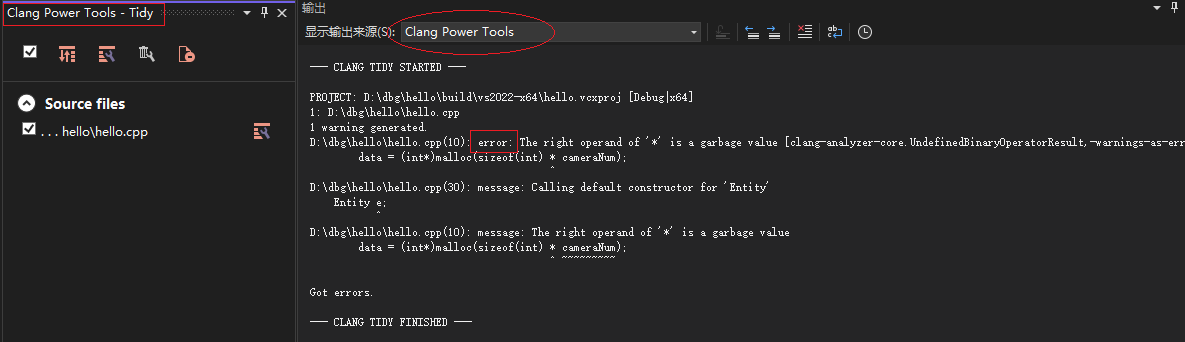 Clang Power Tools - Tidy
Source files
. . . hello\hello.cpp
输出
显示输出来源(S): Clang Power Tools
--- CLANG TIDY STARTED ---
PROJECT: D:\dbg\hello\build\vs2022-x64\hello.vcxproj [Debug|x64]
1: D:\dbg\hello\hello.cpp
1 warning generated.
D:\dbg\hello\hello.cpp(10): error: The right operand of '*' is a garbage value [clang-analyzer-core.UndefinedBinaryOperatorResult,-warnings-as-err
data = (int*)malloc(sizeof(int) * cameraNum);
^
D:\dbg\hello\hello.cpp(30): message: Calling default constructor for 'Entity'
Entity e;
^
D:\dbg\hello\hello.cpp(10): message: The right operand of '*' is a garbage value
data = (int*)malloc(sizeof(int) * cameraNum);
^ ~~~~~~~~~
Got errors.
--- CLANG TIDY FINISHED ---